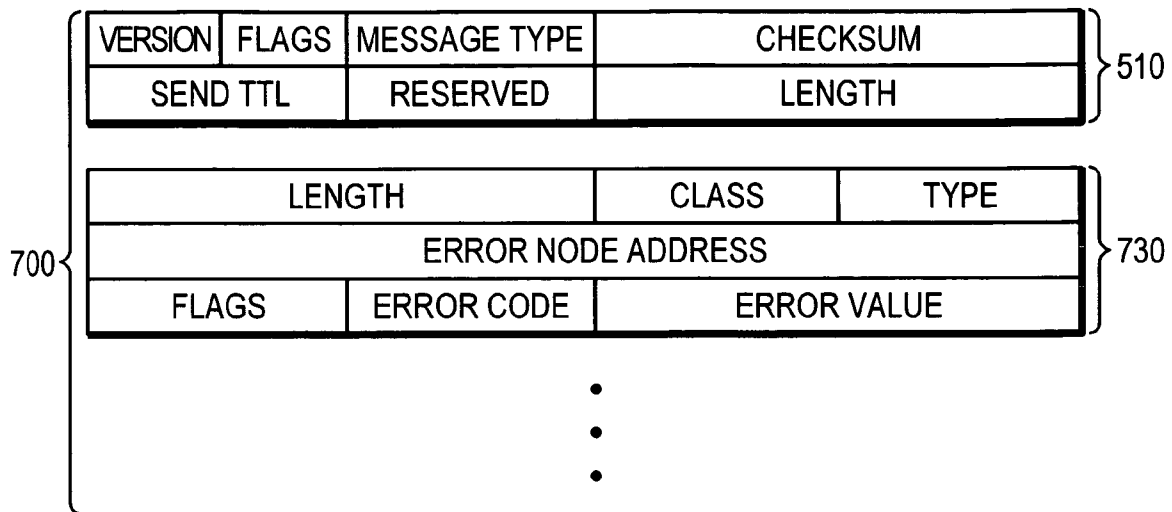 VERSION FLAGS MESSAGE TYPE CHECKSUM
510
SEND TTL RESERVED LENGTH
LENGTH CLASS TYPE
700 ERROR NODE ADDRESS 730
FLAGS ERROR CODE ERROR VALUE